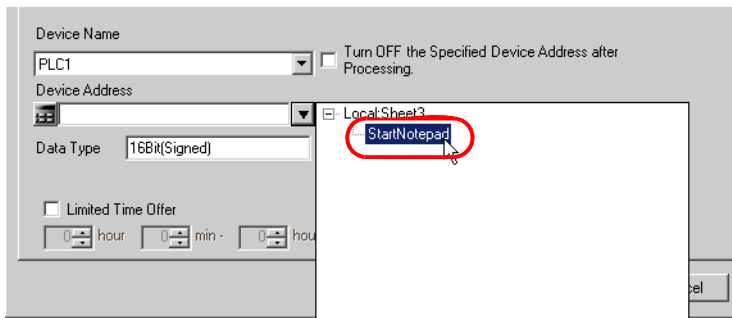 Device Name
PLC1
Turn OFF the Specified Device Address after
Processing.
Device Address
Local:Sheet3
StartNotepad
Data Type 16Bit(Signed)
Limited Time Offer
0 hour 0 min - 0 hou
cel